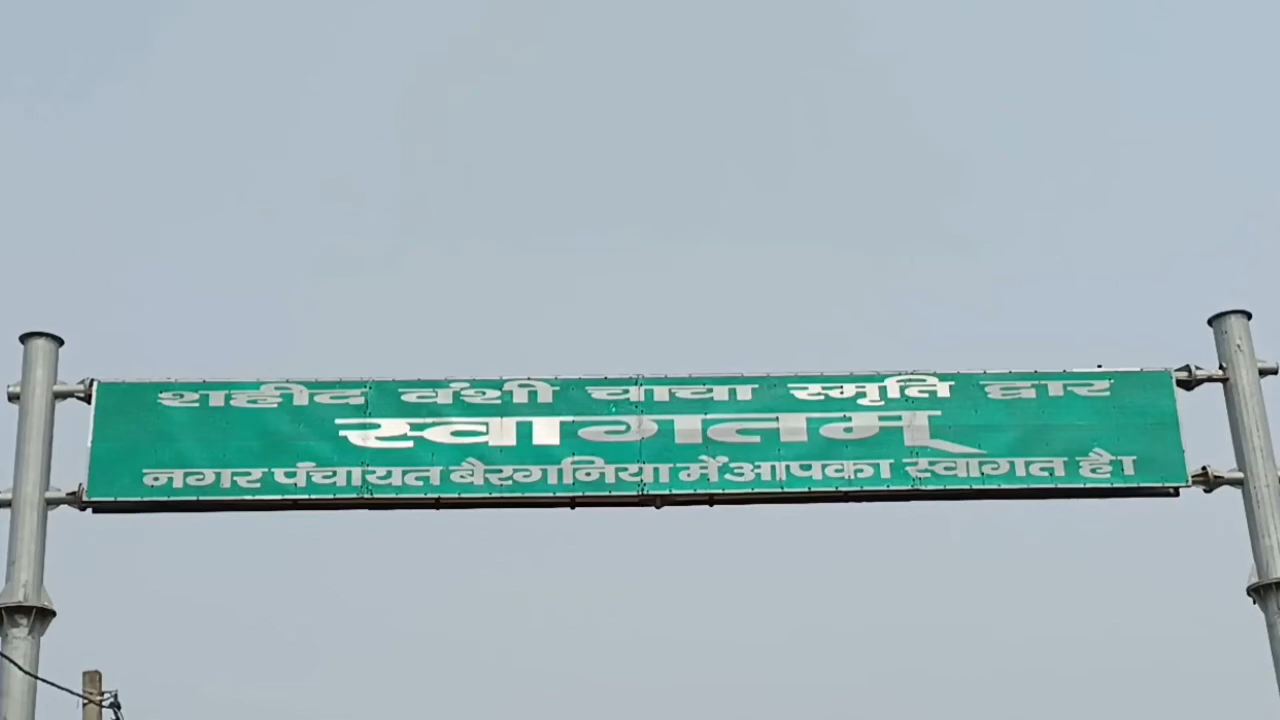 शहीद वंशी चाचा स्मृति द्वार
स्वागतम्
नगर पंचायत बैरगनिया में आपका स्वागत है।